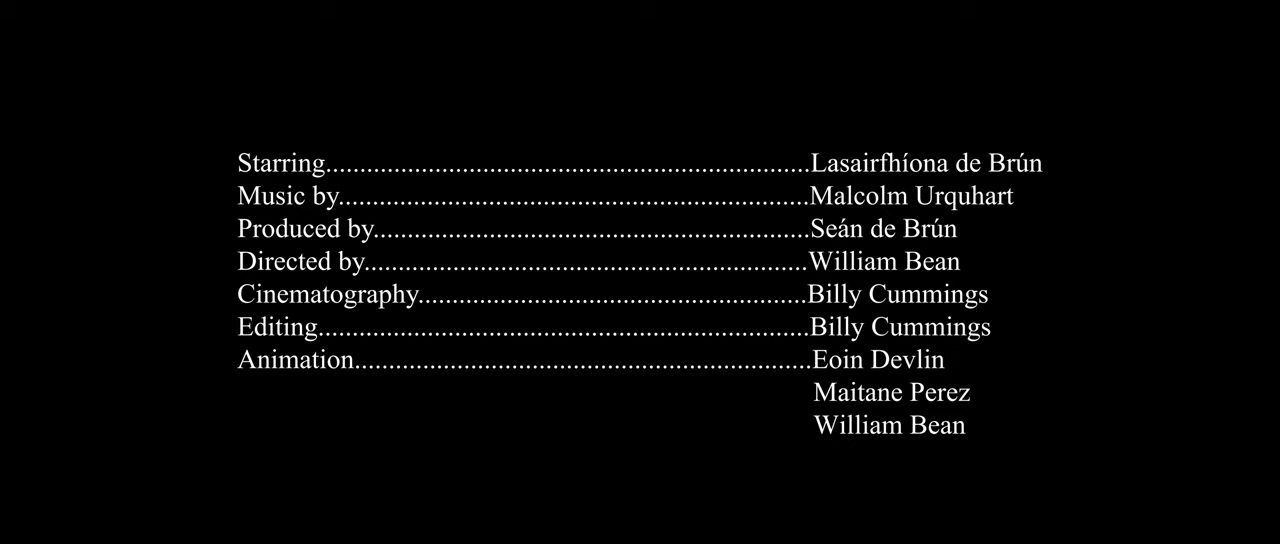 Starring.......................................................................Lasairfhíona de Brún
Music by.....................................................................Malcolm Urquhart
Produced by................................................................Seán de Brún
Directed by.................................................................William Bean
Cinematography.........................................................Billy Cummings
Editing........................................................................Billy Cummings
Animation...................................................................Eoin Devlin
Maitane Perez
William Bean